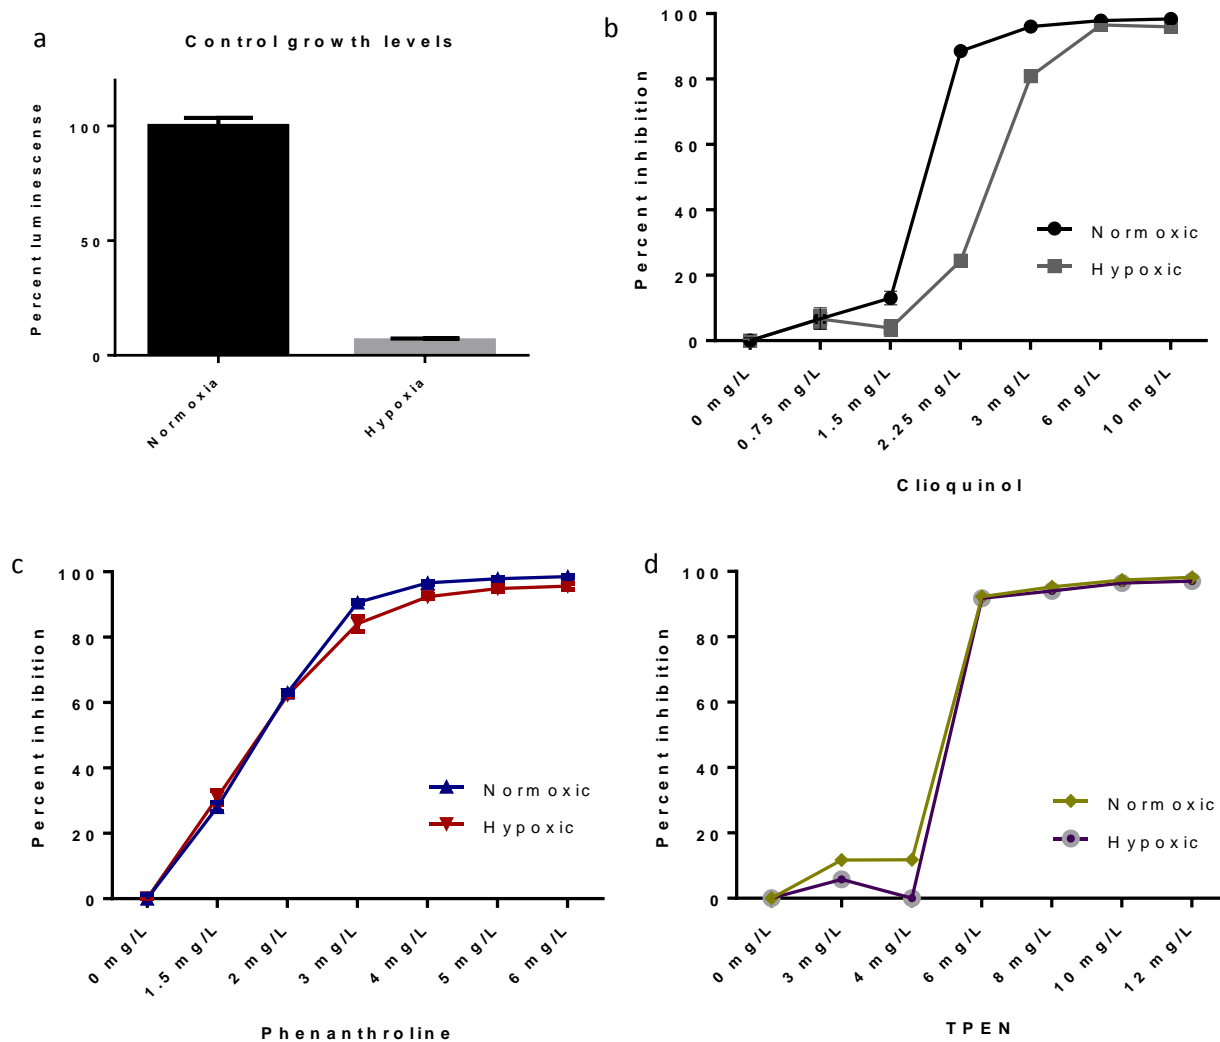 a
Control growth levels
Percent luminescense
100
50
0
Normoxia
Hypoxia
b
Percent inhibition
100
80
60
40
20
0
Normoxic
Hypoxic
0 mg/L
0.75 mg/L
1.5 mg/L
2.25 mg/L
3 mg/L
6 mg/L
10 mg/L
Clioquinol
c
Percent inhibition
100
80
60
40
20
0
Normoxic
Hypoxic
0 mg/L
1.5 mg/L
2 mg/L
3 mg/L
4 mg/L
5 mg/L
6 mg/L
Phenanthroline
d
Percent inhibition
100
80
60
40
20
0
Normoxic
Hypoxic
0 mg/L
3 mg/L
4 mg/L
6 mg/L
8 mg/L
10 mg/L
12 mg/L
TPEN